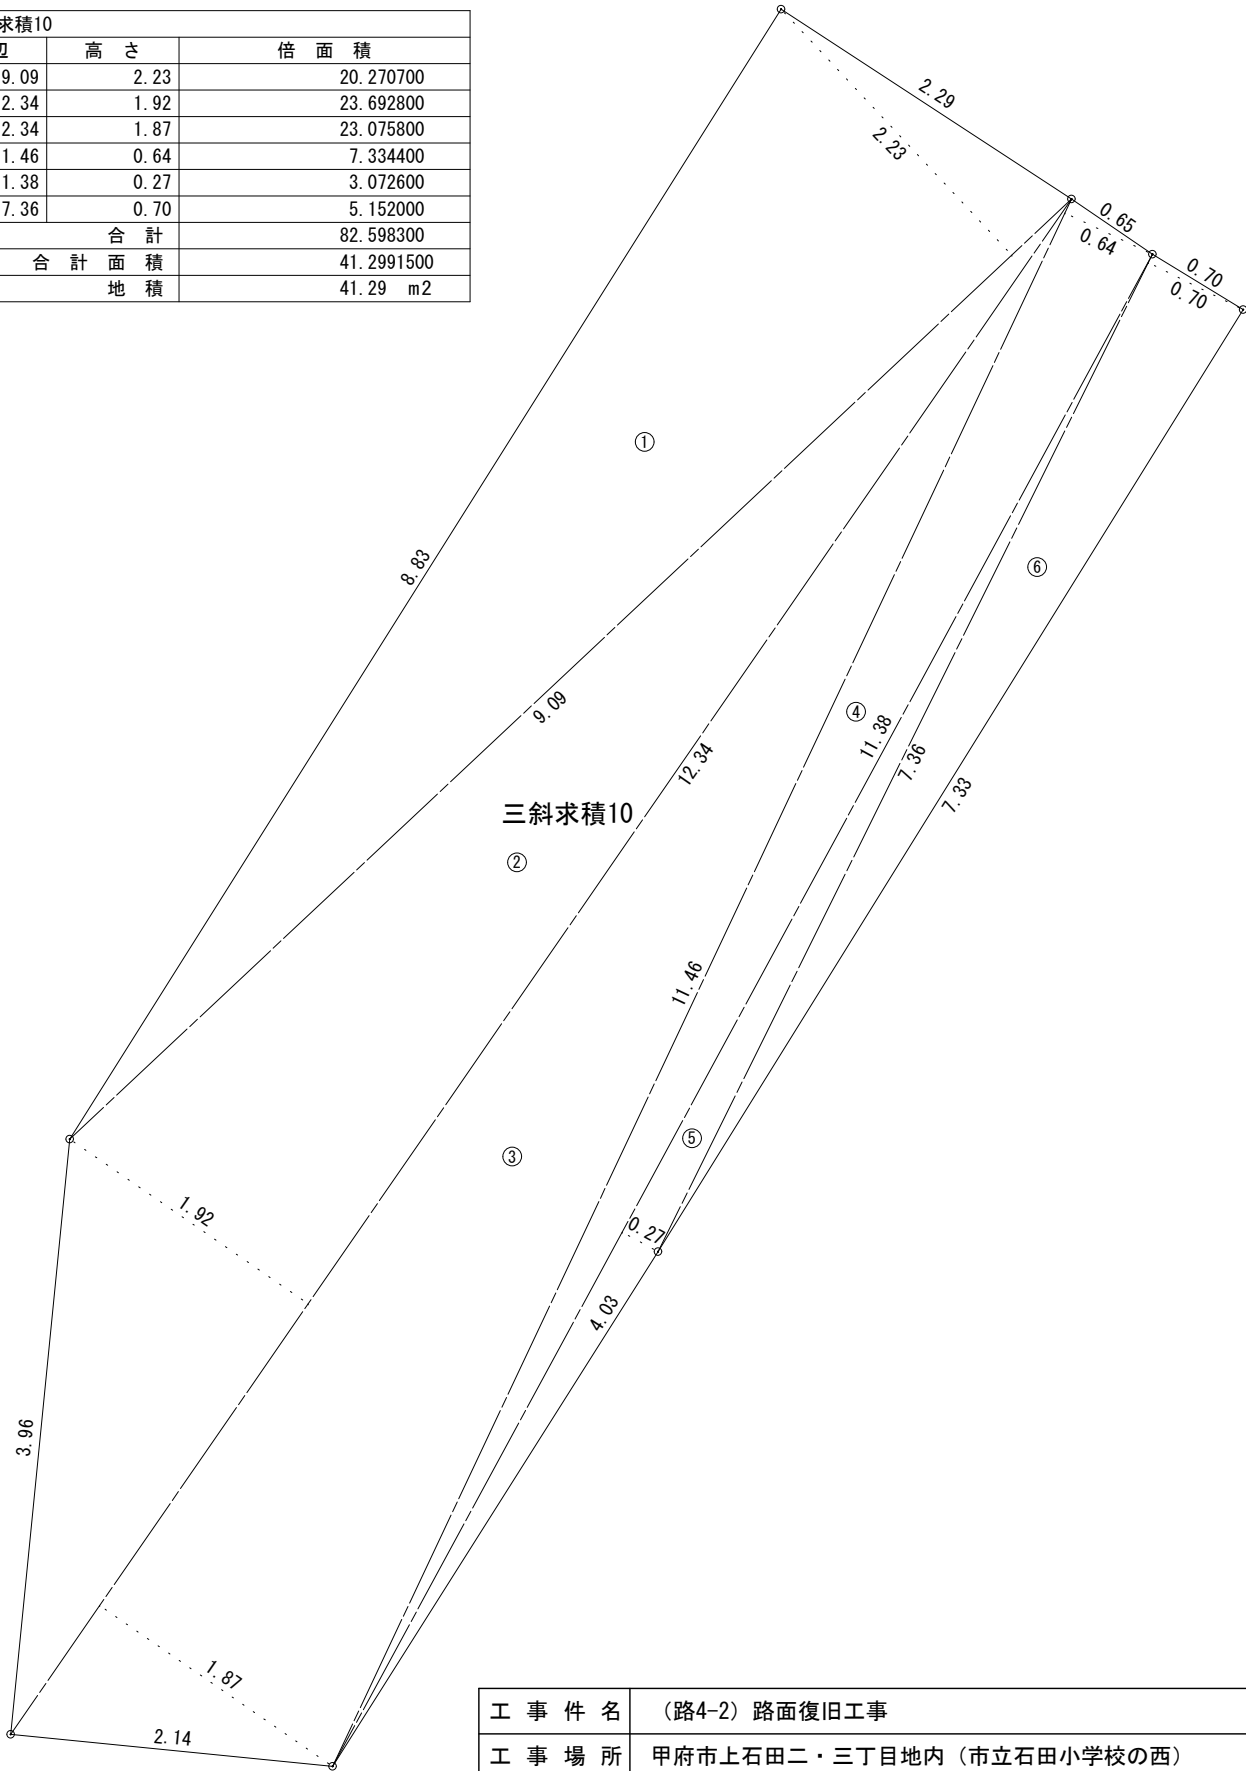 求積10
辺 高 さ 倍 面 積
9.09 2.23 20.270700
2.34 1.92 23.692800
2.34 1.87 23.075800
1.46 0.64 7.334400
1.38 0.27 3.072600
7.36 0.70 5.152000
合 計 82.598300
合 計 面 積 41.2991500
地 積 41.29 m2
2.29
2.23
0.65
0.64
0.70
0.70
①
8.83
⑥
9.09
④
11.38
12.34
7.36
7.33
三斜求積10
②
11.46
⑤
③
1.92
0.27
4.03
3.96
1.87
2.14
工 事 件 名 (路4-2) 路面復旧工事
工 事 場 所 甲府市上石田二・三丁目地内 (市立石田小学校の西)